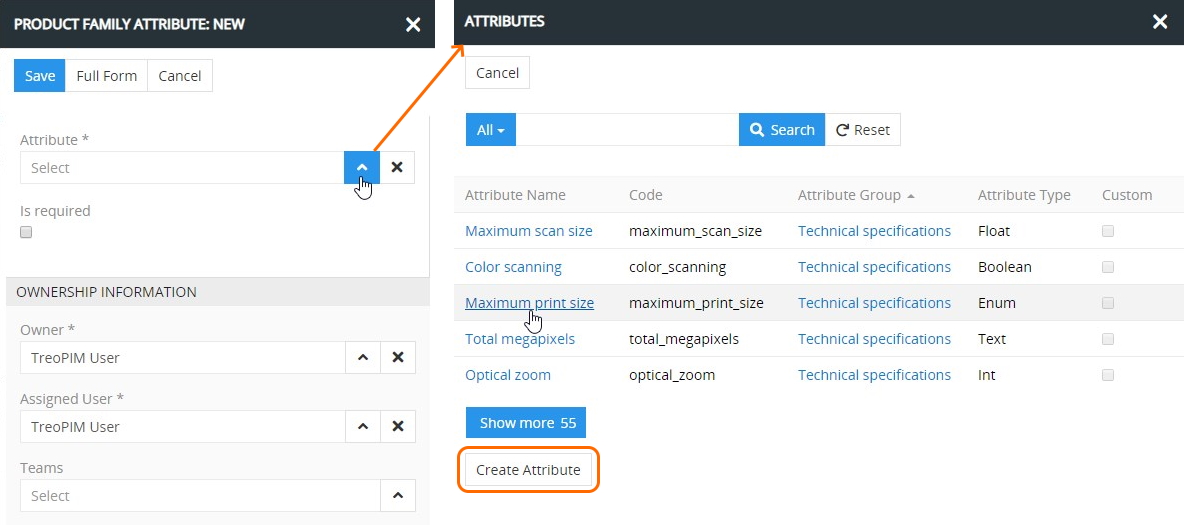 PRODUCT FAMILY ATTRIBUTE: NEW
Save Full Form Cancel
Attribute *
Select
Is required
OWNERSHIP INFORMATION
Owner *
TreoPIM User
Assigned User *
TreoPIM User
Teams
Select
ATTRIBUTES
Cancel
All Search Reset
Attribute Name Code Attribute Group Attribute Type Custom
Maximum scan size maximum_scan_size Technical specifications Float
Color scanning color_scanning Technical specifications Boolean
Maximum print size maximum_print_size Technical specifications Enum
Total megapixels total_megapixels Technical specifications Text
Optical zoom optical_zoom Technical specifications Int
Show more 55
Create Attribute